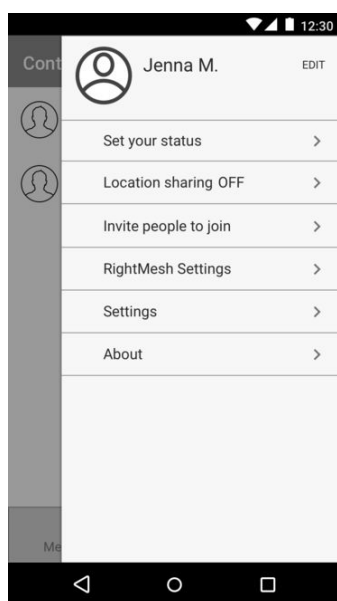 12:30
Cont
Jenna M.
EDIT
Set your status
Location sharing OFF
Invite people to join
RightMesh Settings
Settings
About
Me